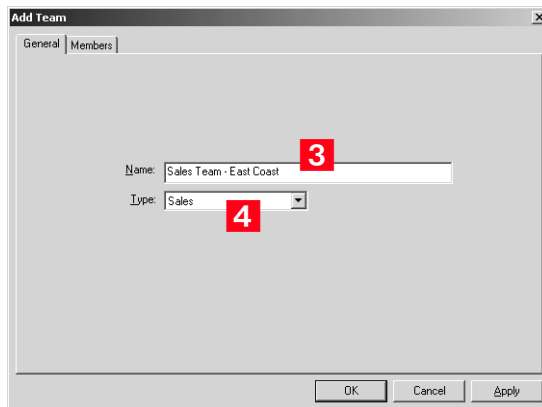 Add Team
General Members
3
Name: Sales Team - East Coast
Type: Sales
4
OK Cancel Apply